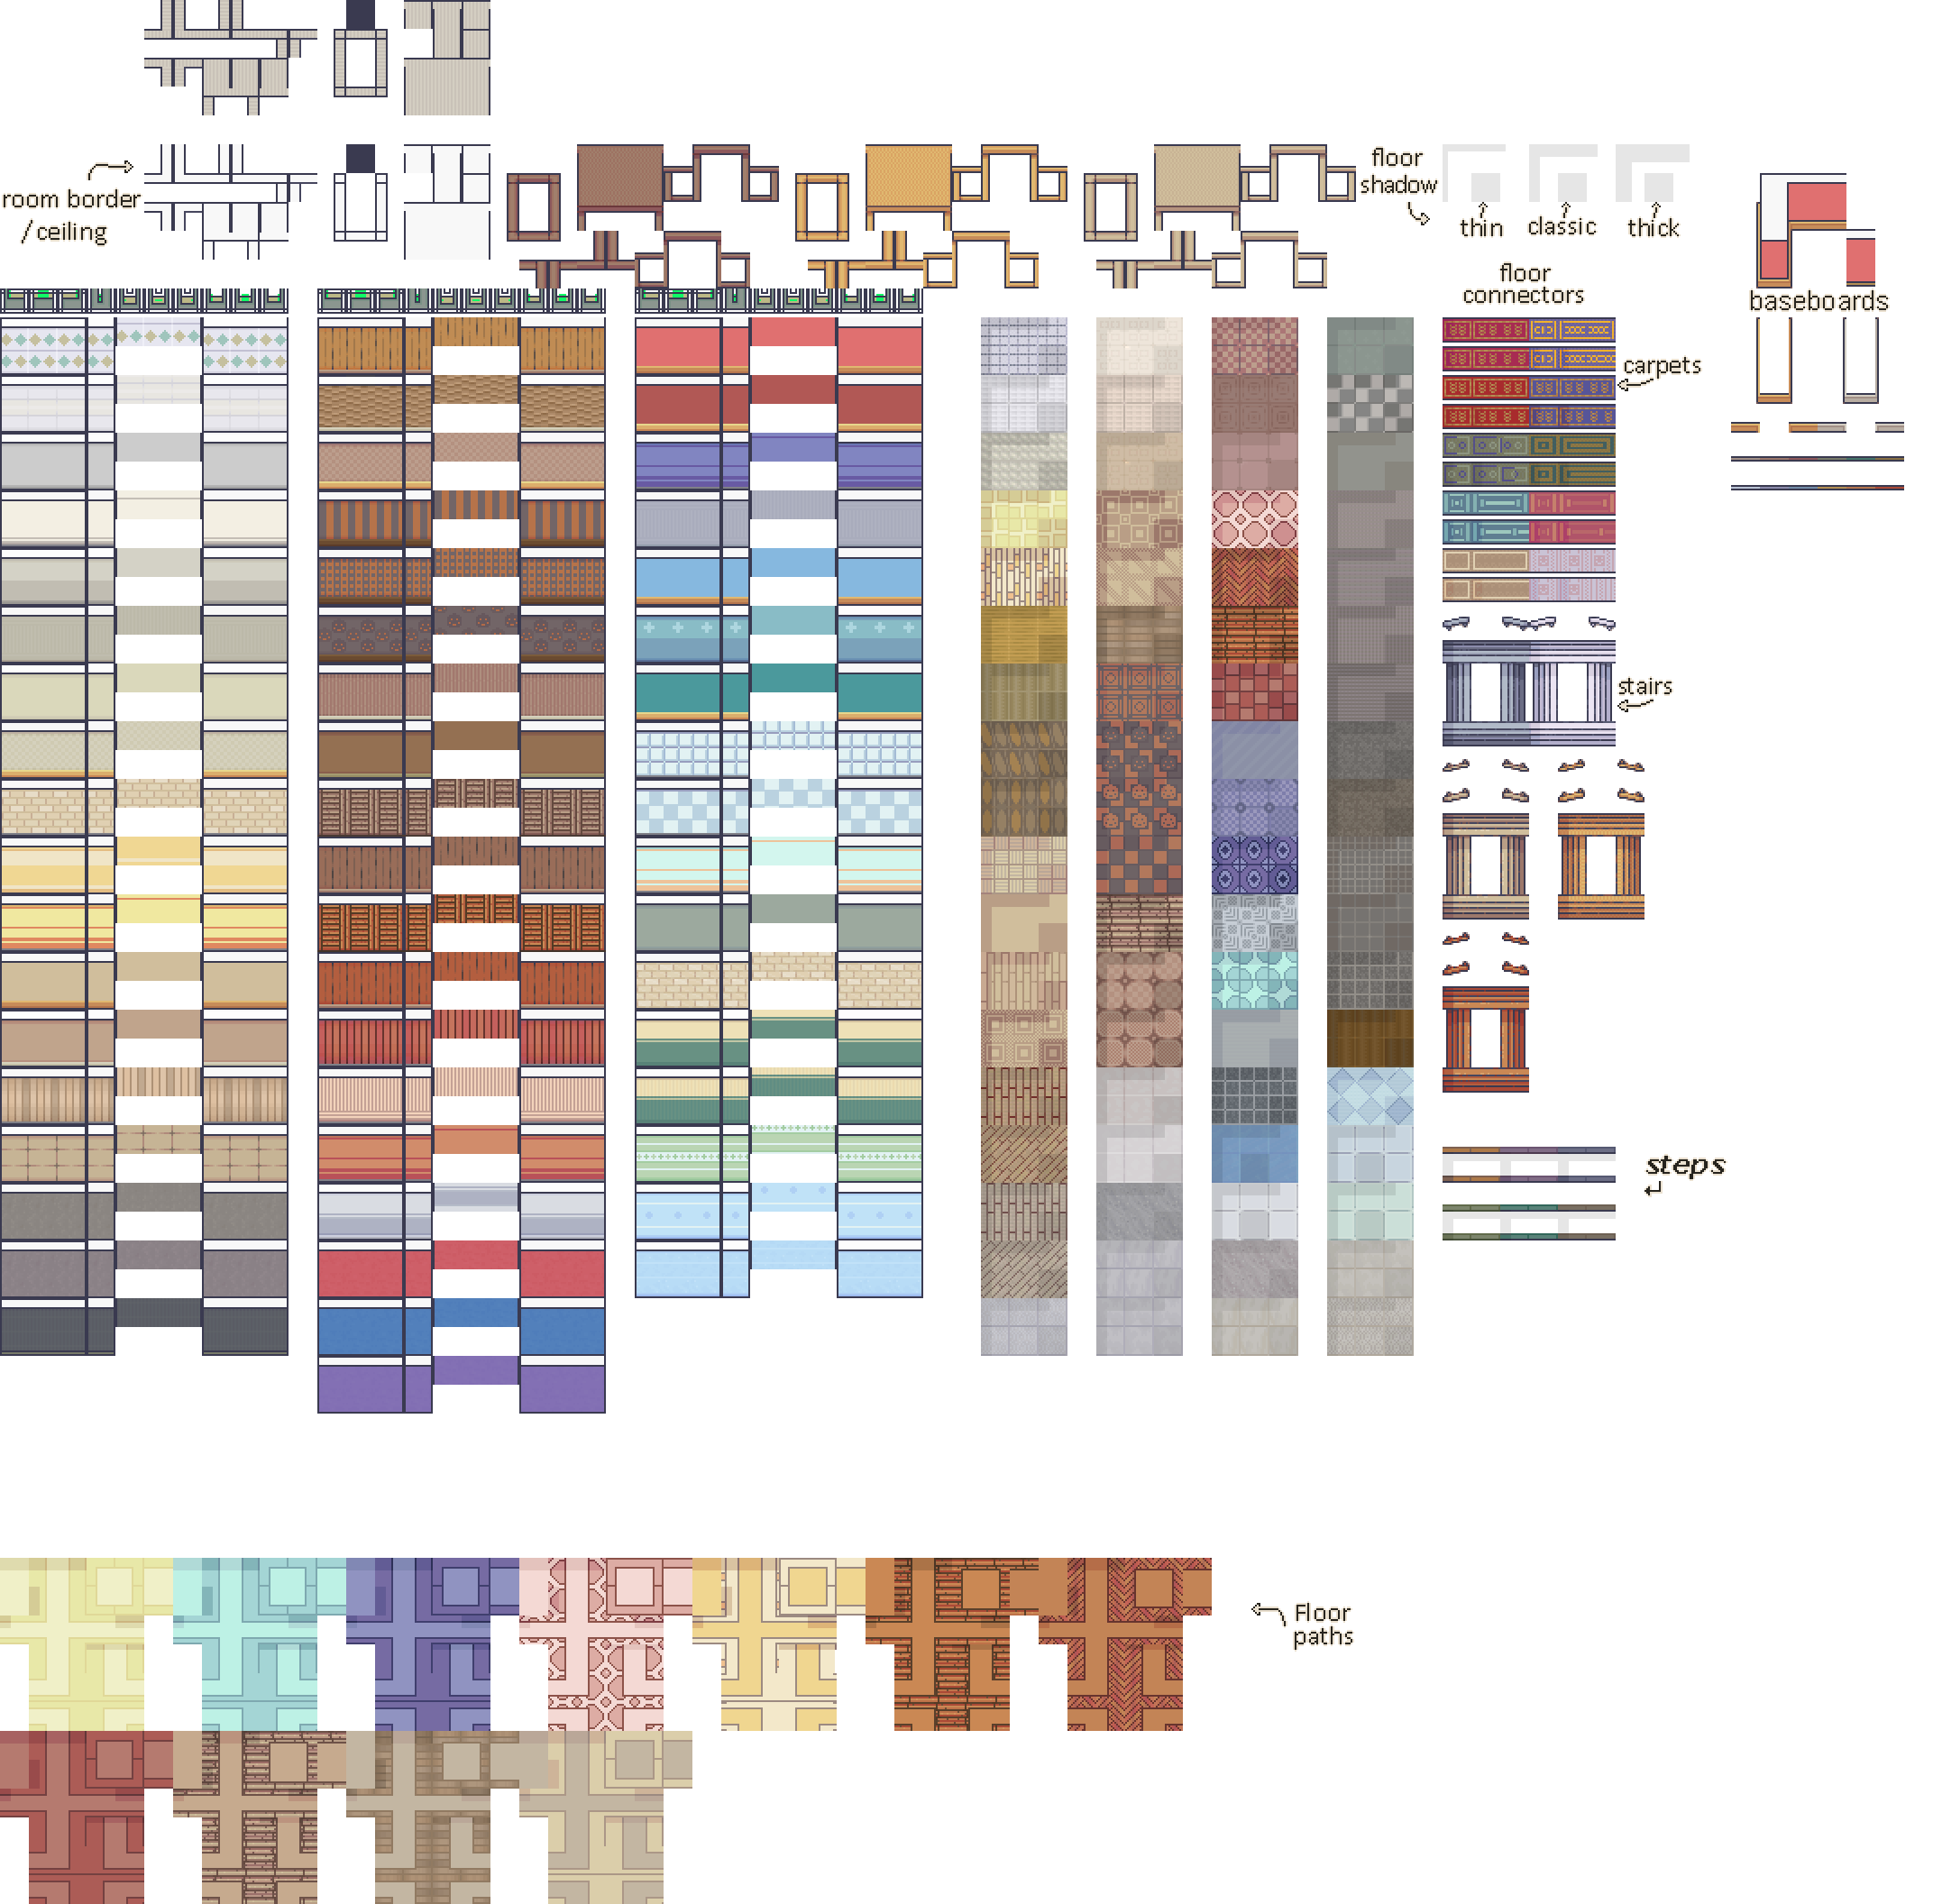 floor
shadow
room border
/ceiling
thin
classic
thick
floor
connectors
baseboards
carpets
stairs
steps
Floor
paths